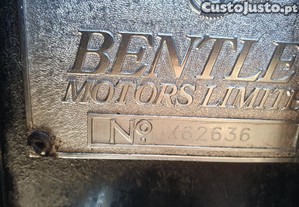 CustoJusto.pt
BENTLE
MOTORS LIMITE
Nº X62636